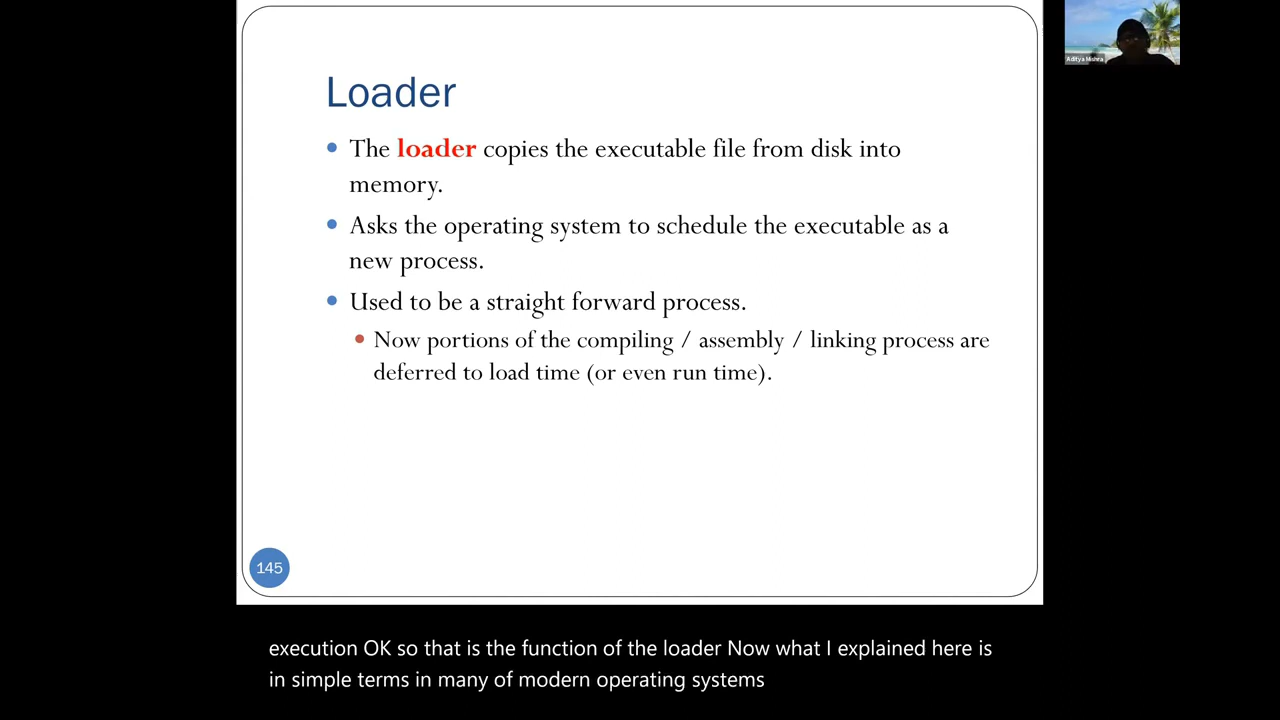 Loader
The loader copies the executable file from disk into
memory.
Asks the operating system to schedule the executable as a
new process.
Used to be a straight forward process.
Now portions of the compiling / assembly / linking process are
deferred to load time (or even run time).
145
Aditya Mishra
execution OK so that is the function of the loader Now what I explained here is
in simple terms in many of modern operating systems